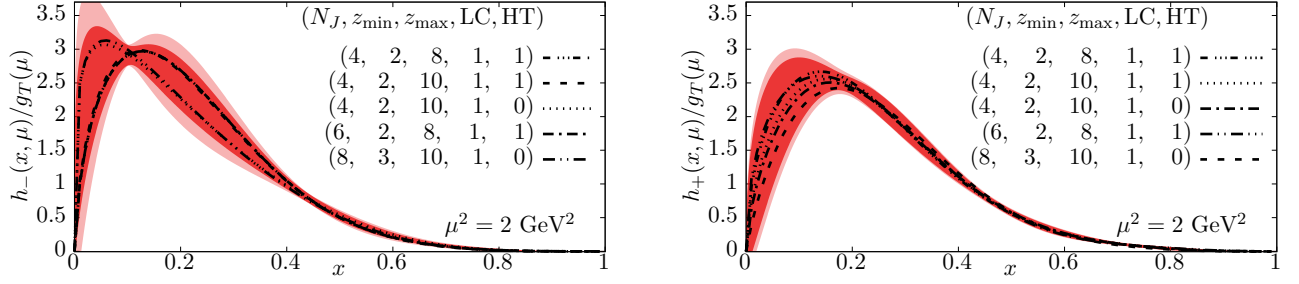 (N_J, z_min, z_max, LC, HT)
(4, 2, 8, 1, 1)
(4, 2, 10, 1, 1)
(4, 2, 10, 1, 0)
(6, 2, 8, 1, 1)
(8, 3, 10, 1, 0)
h_−(x, μ)/g_T(μ)
3.5
3
2.5
2
1.5
1
0.5
0
μ² = 2 GeV²
0 0.2 0.4 0.6 0.8 1
x
(N_J, z_min, z_max, LC, HT)
(4, 2, 8, 1, 1)
(4, 2, 10, 1, 1)
(4, 2, 10, 1, 0)
(6, 2, 8, 1, 1)
(8, 3, 10, 1, 0)
h_+(x, μ)/g_T(μ)
3.5
3
2.5
2
1.5
1
0.5
0
μ² = 2 GeV²
0 0.2 0.4 0.6 0.8 1
x